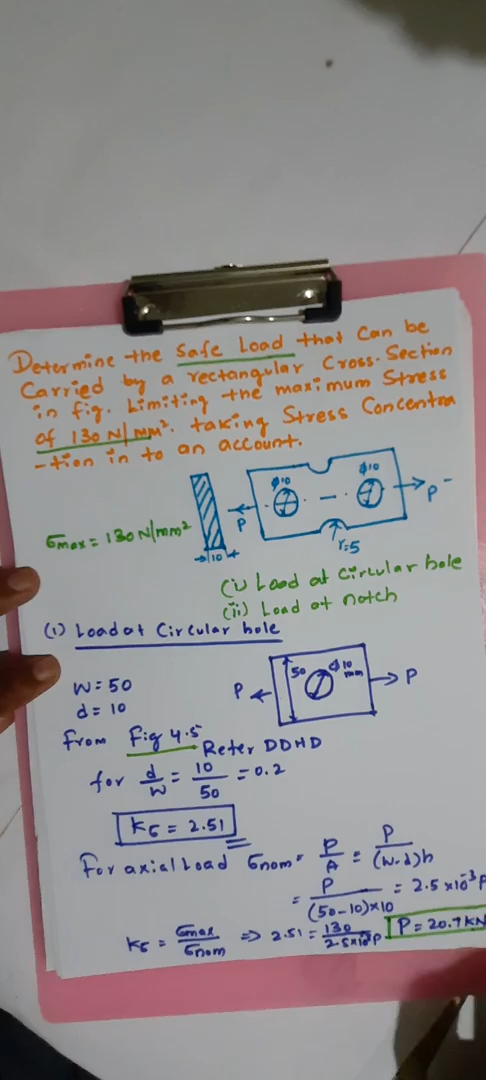 Determine the Safe Load that can be
Carried by a rectangular Cross-Section
in fig. Limiting the maximum Stress
of 130 N/mm². taking Stress Concentra
-tion in to an account.
σmax = 130 N/mm²
10
P
φ10
φ10
P
r=5
(i) Load at Circular hole
(ii) Load at notch
(1) Load at Circular hole
W = 50
d = 10
P
50
φ10 mm
P
From Fig 4.5 Refer DDHD
for d/W = 10/50 = 0.2
Kσ = 2.51
For axial Load σnom = P/A = P/(W-d)h
= P/(50-10)×10 = 2.5×10⁻³P
Kσ = σmax/σnom ⇒ 2.51 = 130/2.5×10⁻³P P = 20.7 KN